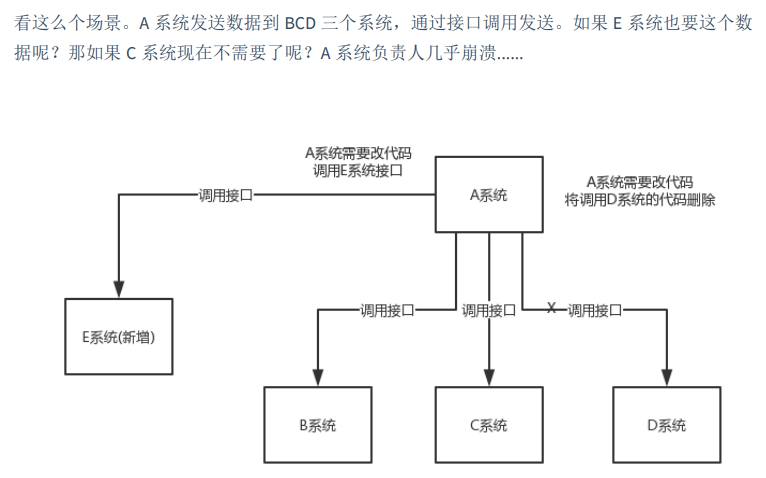 看这么个场景。A 系统发送数据到 BCD 三个系统，通过接口调用发送。如果 E 系统也要这个数
据呢？那如果 C 系统现在不需要了呢？A 系统负责人几乎崩溃......
A系统需要改代码
调用E系统接口
A系统
A系统需要改代码
将调用D系统的代码删除
调用接口
调用接口
调用接口
X
调用接口
E系统(新增)
B系统
C系统
D系统